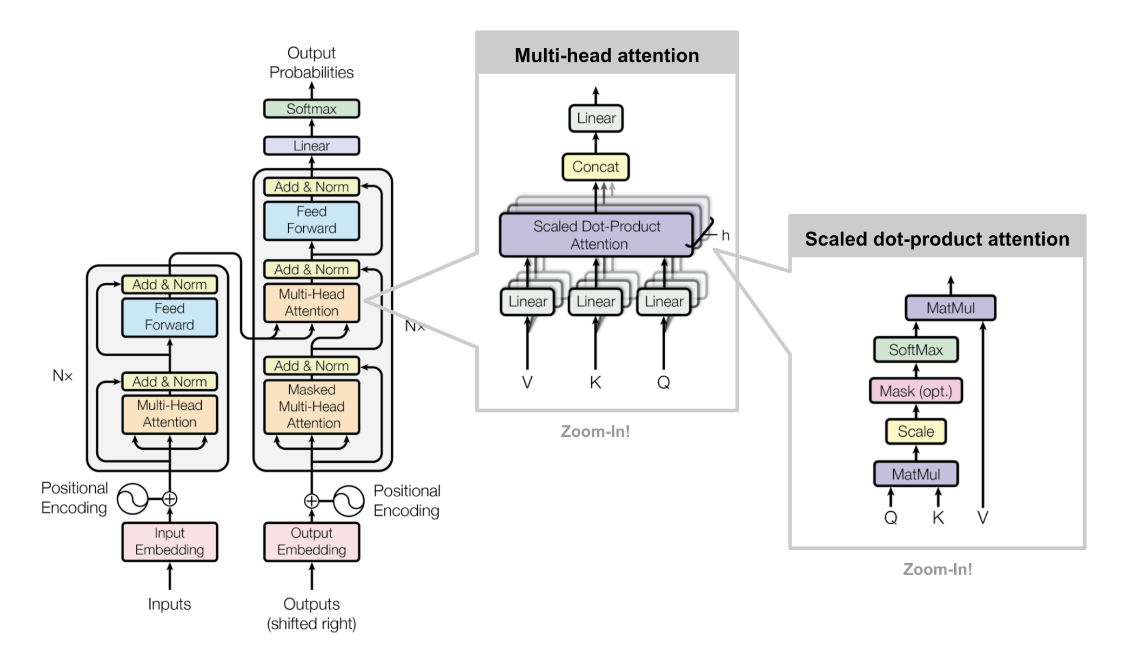 Output
Probabilities
Softmax
Linear
Add & Norm
Feed
Forward
Add & Norm
Multi-Head
Attention
Nx
Add & Norm
Masked
Multi-Head
Attention
Add & Norm
Feed
Forward
Nx
Add & Norm
Multi-Head
Attention
Positional
Encoding
Positional
Encoding
Input
Embedding
Output
Embedding
Inputs
Outputs
(shifted right)
Multi-head attention
Linear
Concat
Scaled Dot-Product
Attention
h
Linear
Linear
Linear
V
K
Q
Zoom-In!
Scaled dot-product attention
MatMul
SoftMax
Mask (opt.)
Scale
MatMul
Q
K
V
Zoom-In!